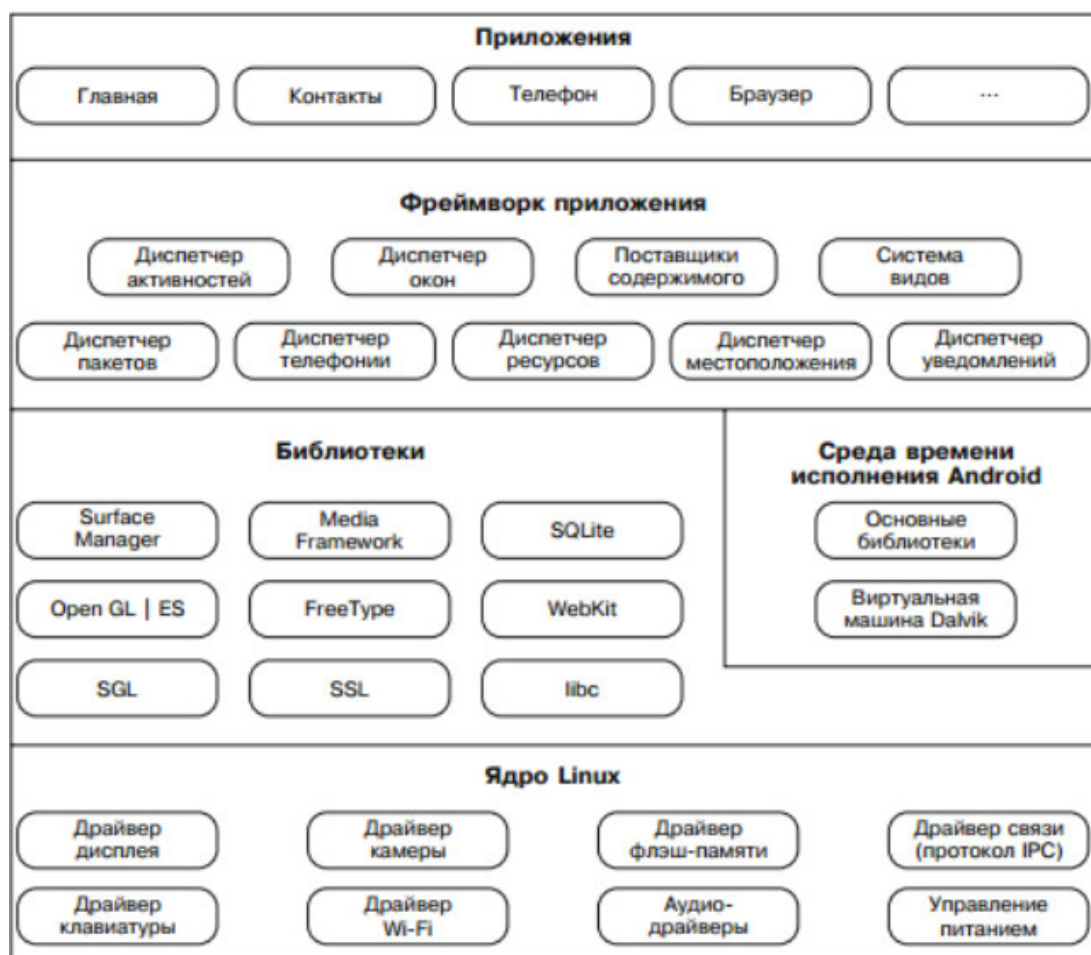 Приложения
Главная
Контакты
Телефон
Браузер
...
Фреймворк приложения
Диспетчер
активностей
Диспетчер
окон
Поставщики
содержимого
Система
видов
Диспетчер
пакетов
Диспетчер
телефонии
Диспетчер
ресурсов
Диспетчер
местоположения
Диспетчер
уведомлений
Библиотеки
Surface
Manager
Media
Framework
SQLite
Open GL | ES
FreeType
WebKit
SGL
SSL
libc
Среда времени
исполнения Android
Основные
библиотеки
Виртуальная
машина Dalvik
Ядро Linux
Драйвер
дисплея
Драйвер
камеры
Драйвер
флэш-памяти
Драйвер связи
(протокол IPC)
Драйвер
клавиатуры
Драйвер
Wi-Fi
Аудио-
драйверы
Управление
питанием